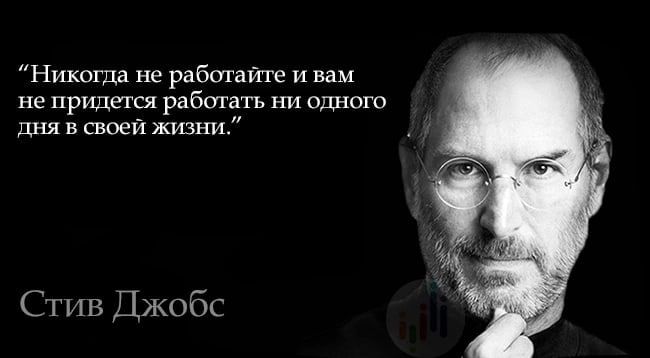 “Никогда не работайте и вам
не придется работать ни одного
дня в своей жизни.”
Стив Джобс